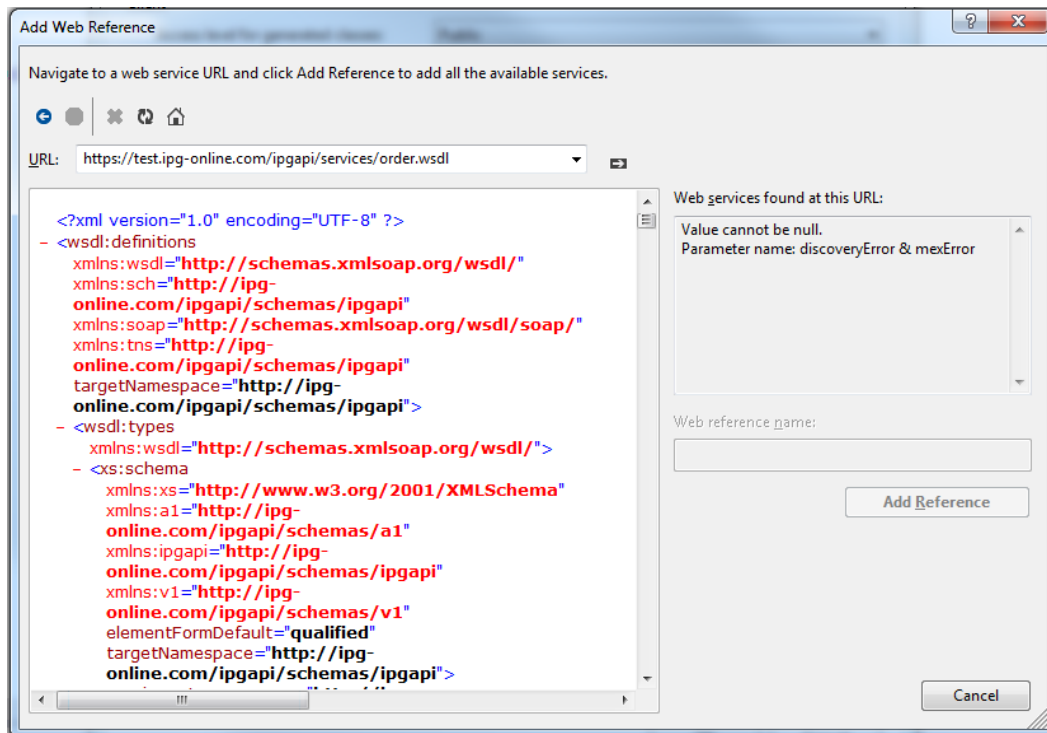 Add Web Reference
Navigate to a web service URL and click Add Reference to add all the available services.
URL: https://test.ipg-online.com/ipgapi/services/order.wsdl
<?xml version="1.0" encoding="UTF-8" ?>
– <wsdl:definitions
xmlns:wsdl="http://schemas.xmlsoap.org/wsdl/"
xmlns:sch="http://ipg-
online.com/ipgapi/schemas/ipgapi"
xmlns:soap="http://schemas.xmlsoap.org/wsdl/soap/"
xmlns:tns="http://ipg-
online.com/ipgapi/schemas/ipgapi"
targetNamespace="http://ipg-
online.com/ipgapi/schemas/ipgapi">
– <wsdl:types
xmlns:wsdl="http://schemas.xmlsoap.org/wsdl/">
– <xs:schema
xmlns:xs="http://www.w3.org/2001/XMLSchema"
xmlns:a1="http://ipg-
online.com/ipgapi/schemas/a1"
xmlns:ipgapi="http://ipg-
online.com/ipgapi/schemas/ipgapi"
xmlns:v1="http://ipg-
online.com/ipgapi/schemas/v1"
elementFormDefault="qualified"
targetNamespace="http://ipg-
online.com/ipgapi/schemas/ipgapi">
Web services found at this URL:
Value cannot be null.
Parameter name: discoveryError & mexError
Web reference name:
Add Reference
Cancel